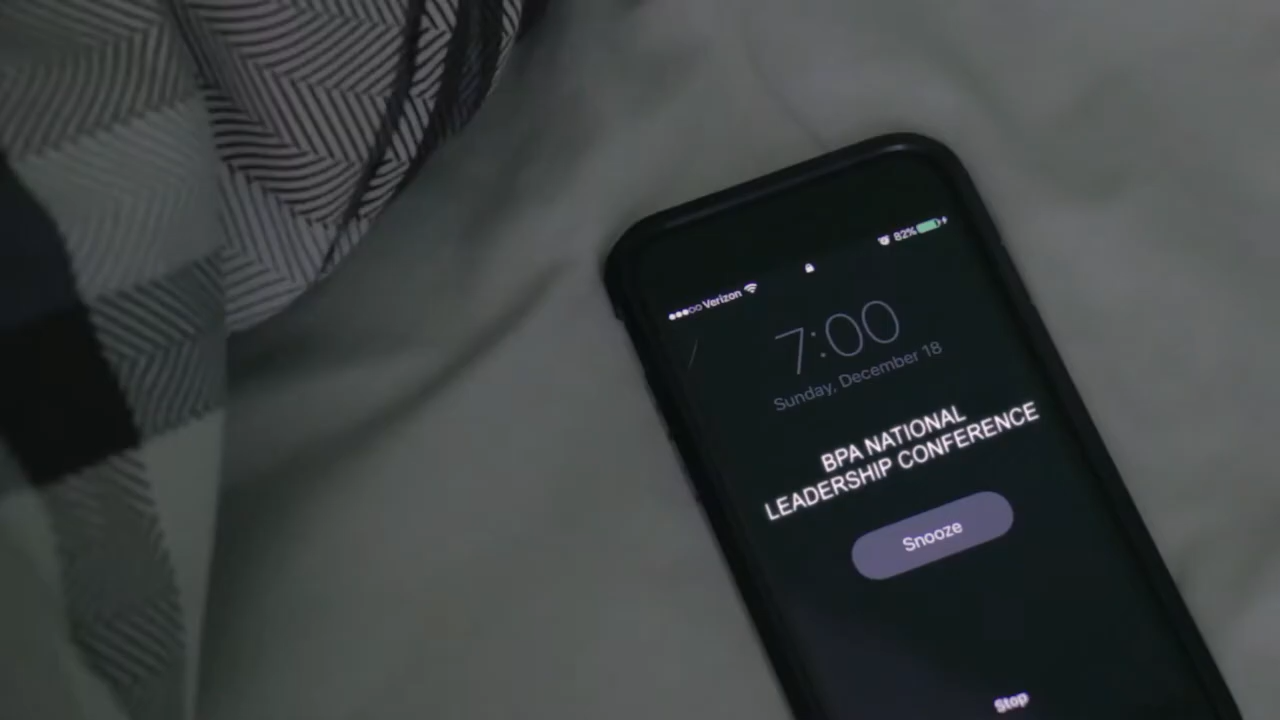 ●●●○○ Verizon
82%
7:00
Sunday, December 18
BPA NATIONAL
LEADERSHIP CONFERENCE
Snooze
Stop